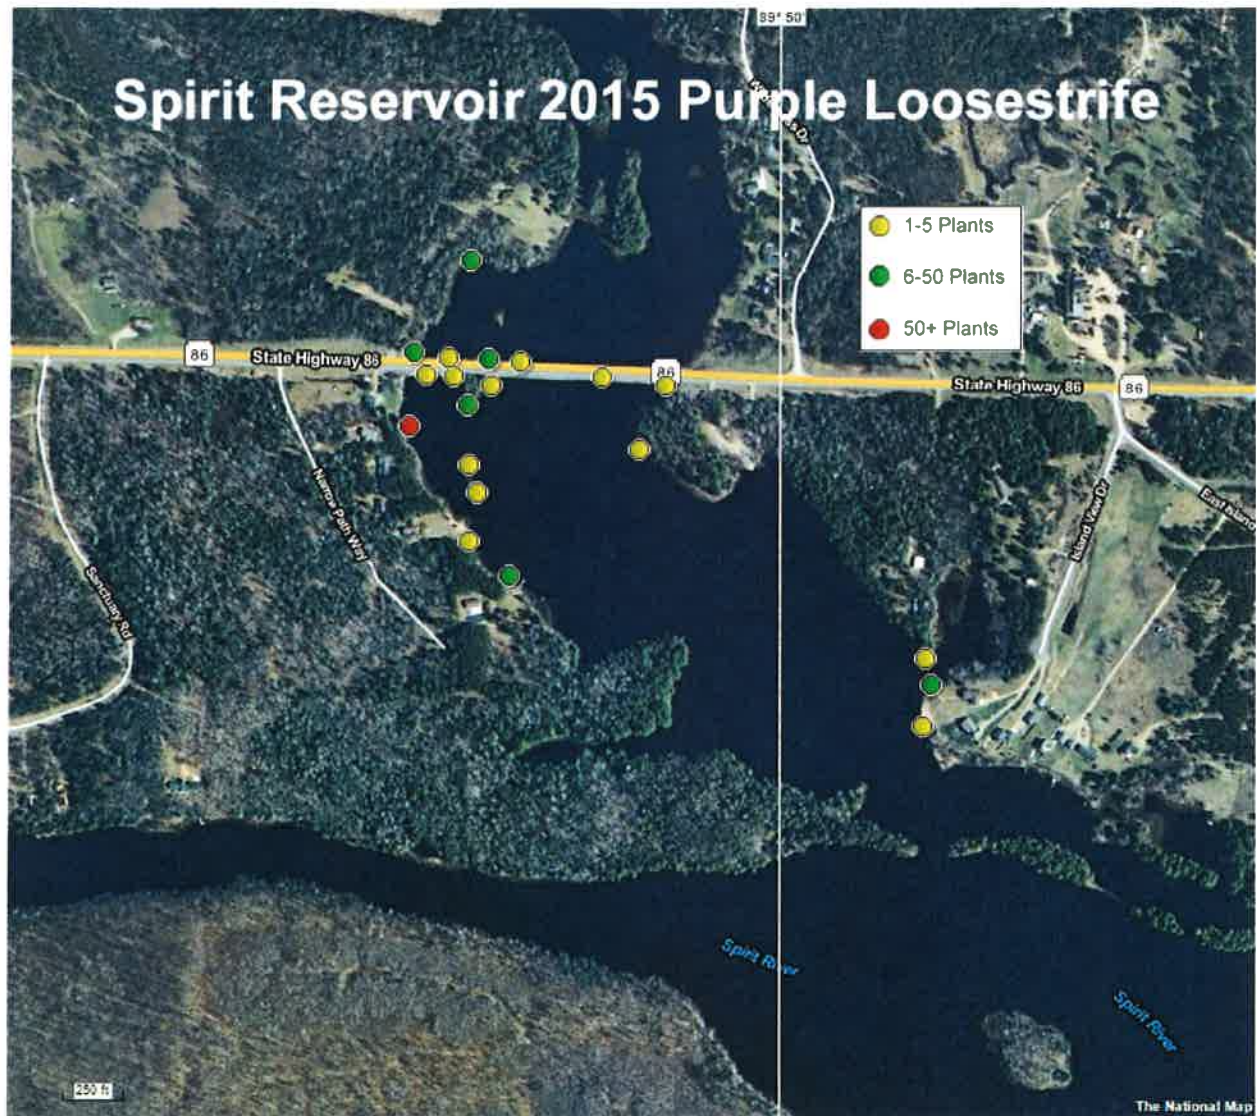 89° 50'
Spirit Reservoir 2015 Purple Loosestrife
1-5 Plants
6-50 Plants
50+ Plants
86
State Highway 86
86
State Highway 86
86
Narrow Path Way
Sanctuary Rd
Island View Dr
East Island
Spirit River
Spirit River
250 ft
The National Map